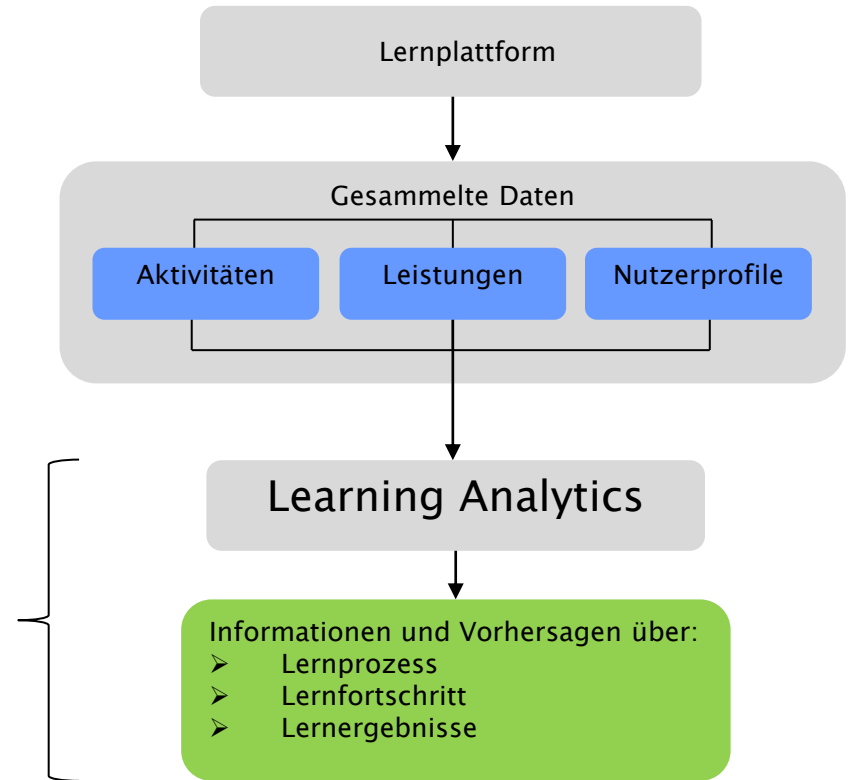 Lernplattform
Gesammelte Daten
Aktivitäten
Leistungen
Nutzerprofile
Learning Analytics
Informationen und Vorhersagen über:
➢ Lernprozess
➢ Lernfortschritt
➢ Lernergebnisse